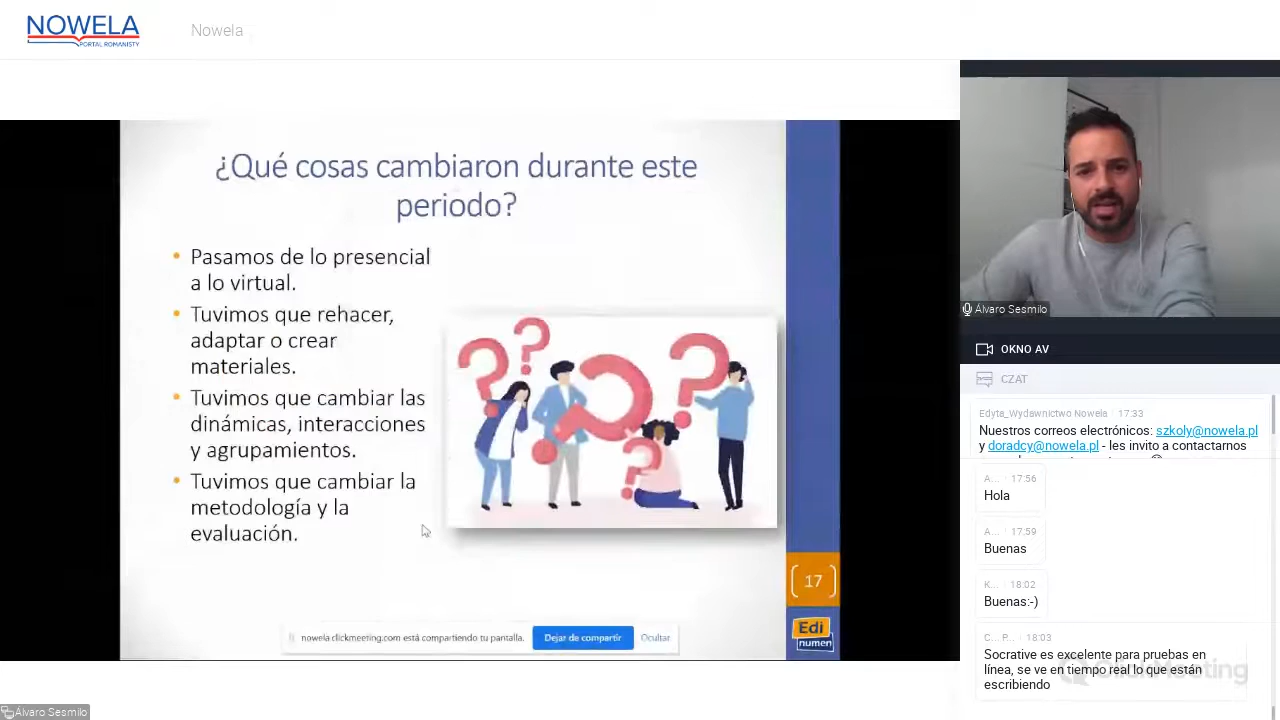 NOWELA
PORTAL ROMANISTY
Nowela
¿Qué cosas cambiaron durante este
periodo?
• Pasamos de lo presencial
a lo virtual.
• Tuvimos que rehacer,
adaptar o crear
materiales.
• Tuvimos que cambiar las
dinámicas, interacciones
y agrupamientos.
• Tuvimos que cambiar la
metodología y la
evaluación.
17
Edi
numen
nowela.clickmeeting.com está compartiendo tu pantalla.
Dejar de compartir
Ocultar
Álvaro Sesmilo
Álvaro Sesmilo
OKNO AV
CZAT
Edyta_Wydawnictwo Nowela 17:33
Nuestros correos electrónicos: szkoly@nowela.pl
y doradcy@nowela.pl - les invito a contactarnos
A... 17:56
Hola
A... 17:59
Buenas
K... 18:02
Buenas:-)
C... P... 18:03
Socrative es excelente para pruebas en
línea, se ve en tiempo real lo que están
escribiendo
ClickMeeting